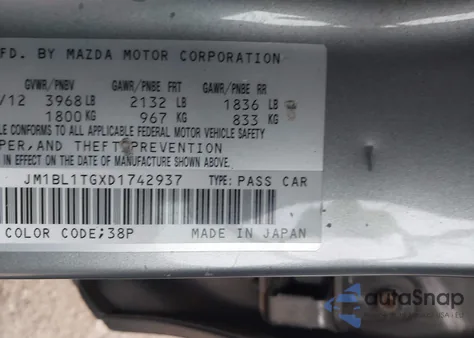 FD. BY MAZDA MOTOR CORPORATION
GVWR/PNBV GAWR/PNBE FRT GAWR/PNBE RR
/12 3968 LB 2132 LB 1836 LB
1800 KG 967 KG 833 KG
LE CONFORMS TO ALL APPLICABLE FEDERAL MOTOR VEHICLE SAFETY
PER, AND THEFT PREVENTION
IN EFFECT ON THE DATE OF MANUFACTURE SHOWN ABOVE.
JM1BL1TGXD1742937 TYPE: PASS CAR
COLOR CODE;38P MADE IN JAPAN
autoSnap